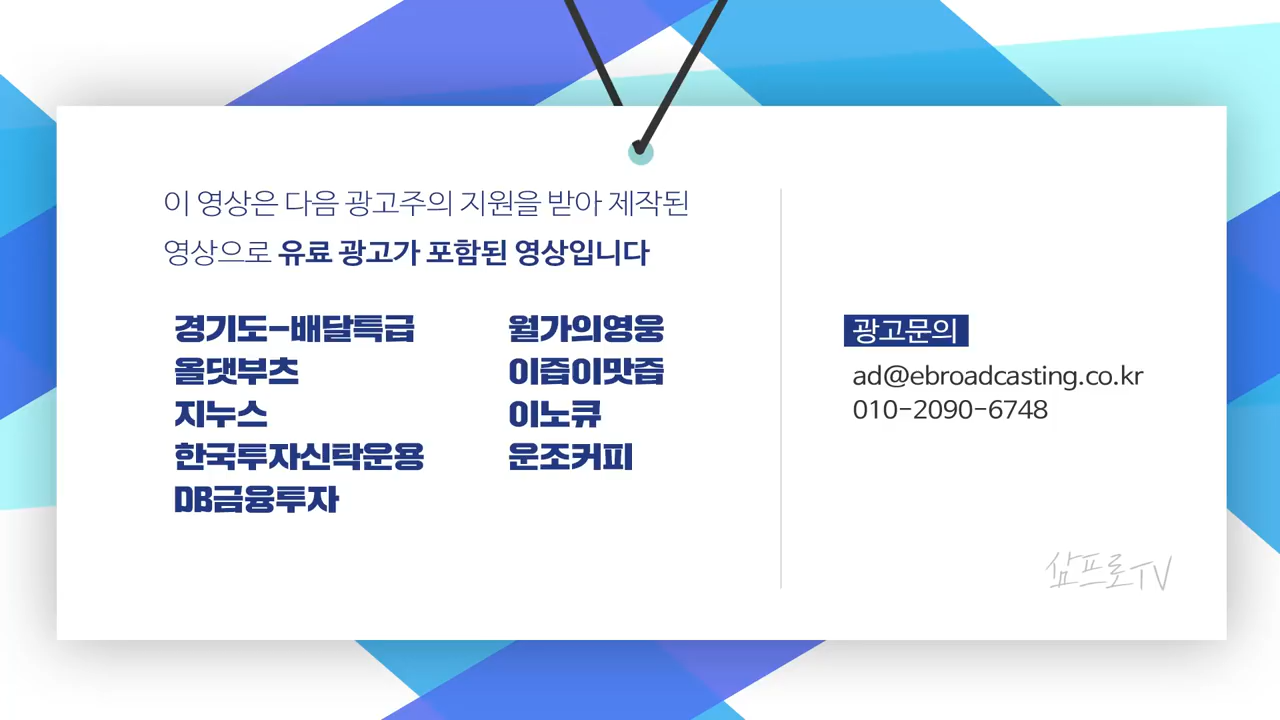 이 영상은 다음 광고주의 지원을 받아 제작된
영상으로 유료 광고가 포함된 영상입니다
경기도-배달특급
올댓부츠
지누스
한국투자신탁운용
DB금융투자
월가의영웅
이즙이맛즙
이노큐
운조커피
광고문의
ad@ebroadcasting.co.kr
010-2090-6748
삼프로TV